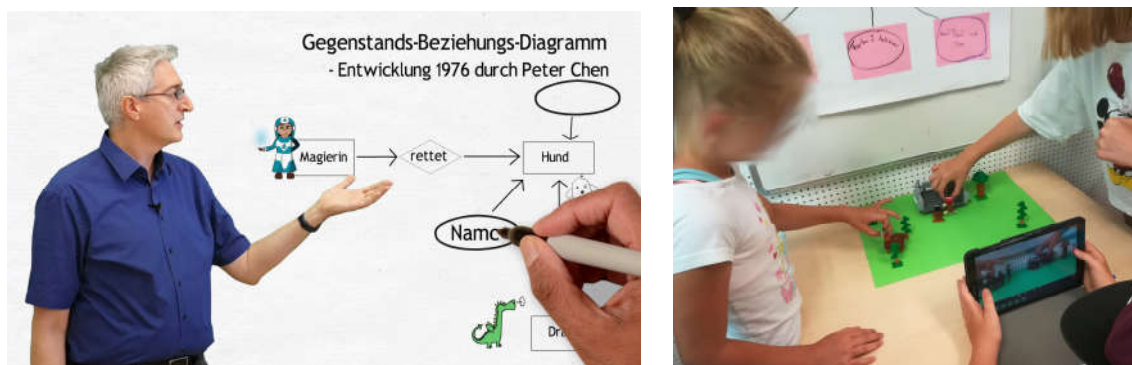 Gegenstands-Beziehungs-Diagramm
- Entwicklung 1976 durch Peter Chen
Magierin
rettet
Hund
Namc